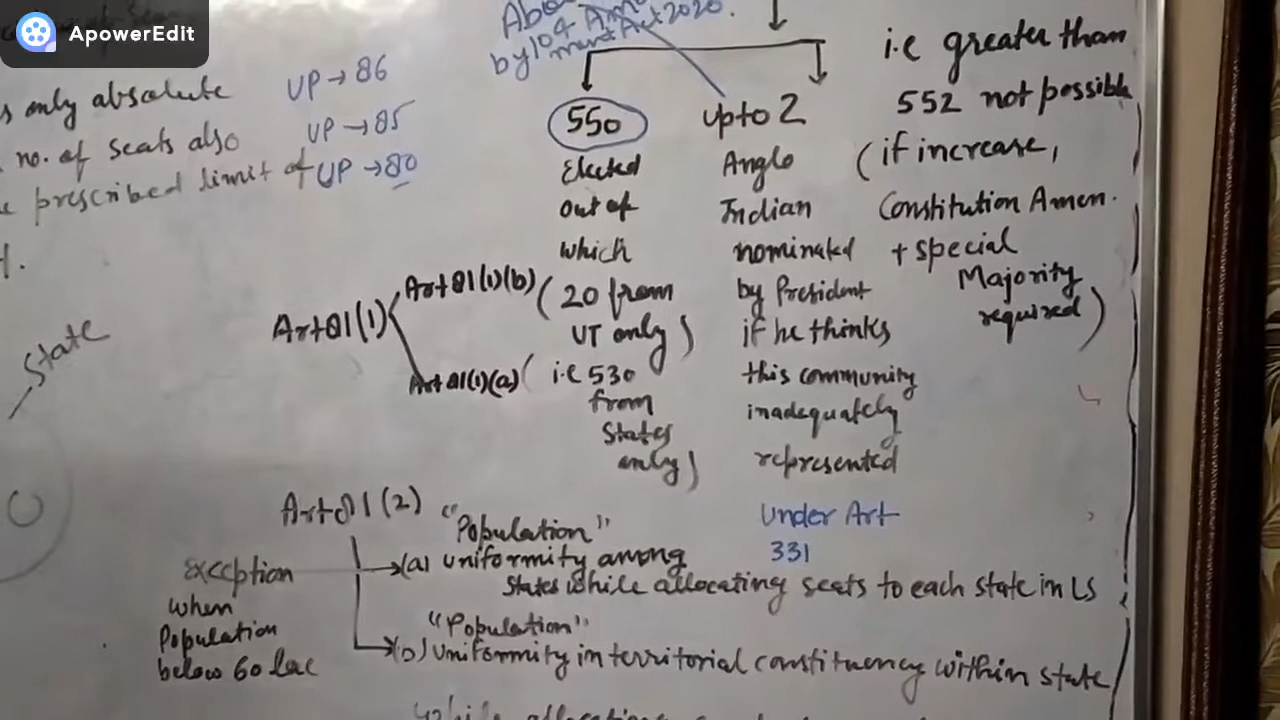 ApowerEdit
by 104 Amend
ment Act 2020.
i.e greater than
552 not possible
(if increase,
Constitution Amen.
+ special
Majority
required)
s only absolute
no. of seats also
prescribed limit of
UP → 86
UP → 85
UP → 80
State
550
Elected
out of
which
(20 from
UT only)
(i.e 530
from
States
only)
upto 2
Anglo
Indian
nominated
by President
if he thinks
this community
inadequately
represented
Under Art
331
Art 81(1)
Art 81(1)(b)
Art 81(1)(a)
Art 81(2)
"Population"
(a) uniformity among
States while allocating seats to each state in LS
"Population"
(b) uniformity in territorial constituency within state
Exception
when
Population
below 60 lac